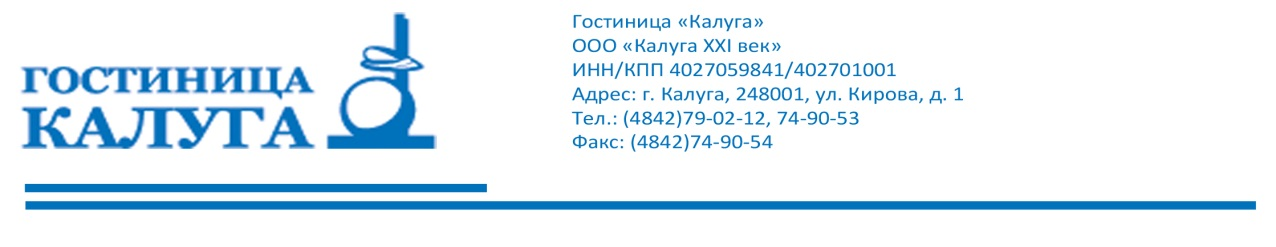 ГОСТИНИЦА
КАЛУГА
Гостиница «Калуга»
ООО «Калуга XXI век»
ИНН/КПП 4027059841/402701001
Адрес: г. Калуга, 248001, ул. Кирова, д. 1
Тел.: (4842)79-02-12, 74-90-53
Факс: (4842)74-90-54